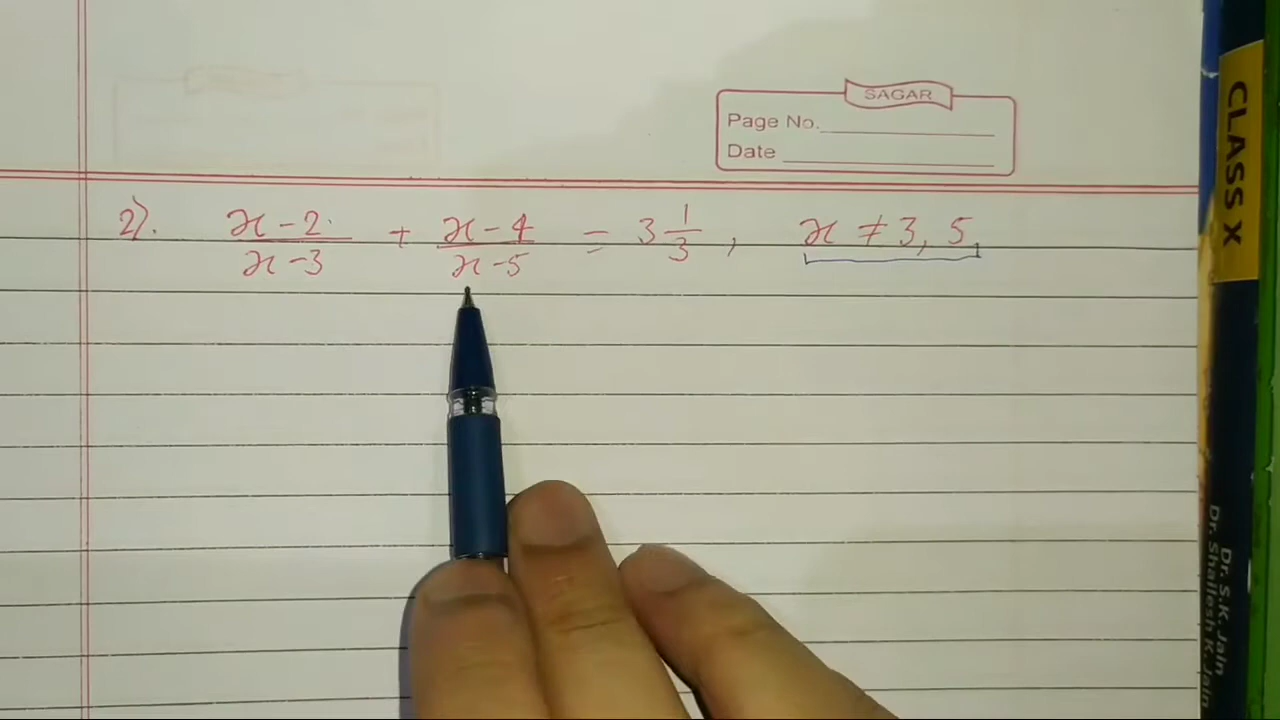 SAGAR
Page No.
Date
2). x-2/x-3 + x-4/x-5 = 3 1/3, x ≠ 3, 5,
CLASS X
Dr. S.K. Jain
Dr. Shailesh K. Jain